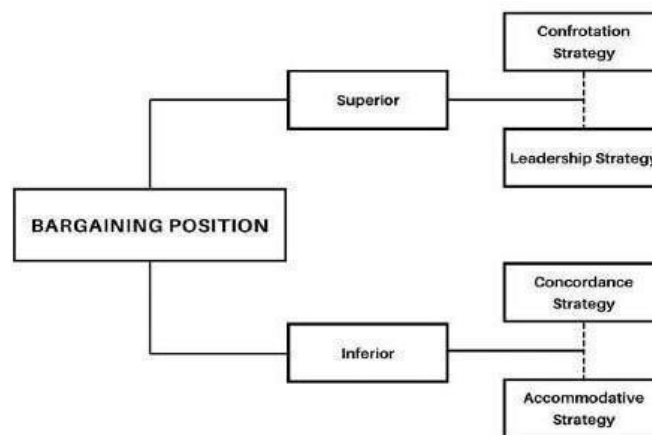 Confrotation
Strategy
Superior
Leadership Strategy
BARGAINING POSITION
Concordance
Strategy
Inferior
Accommodative
Strategy